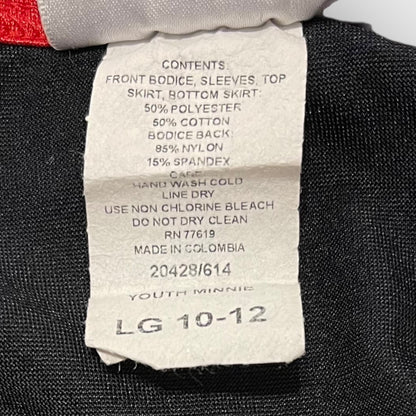 CONTENTS:
FRONT BODICE, SLEEVES, TOP
SKIRT, BOTTOM SKIRT:
50% POLYESTER
50% COTTON
BODICE BACK:
85% NYLON
15% SPANDEX
CARE
HAND WASH COLD
LINE DRY
USE NON CHLORINE BLEACH
DO NOT DRY CLEAN
RN 77619
MADE IN COLOMBIA
20428/614
YOUTH MINNIE
LG 10-12